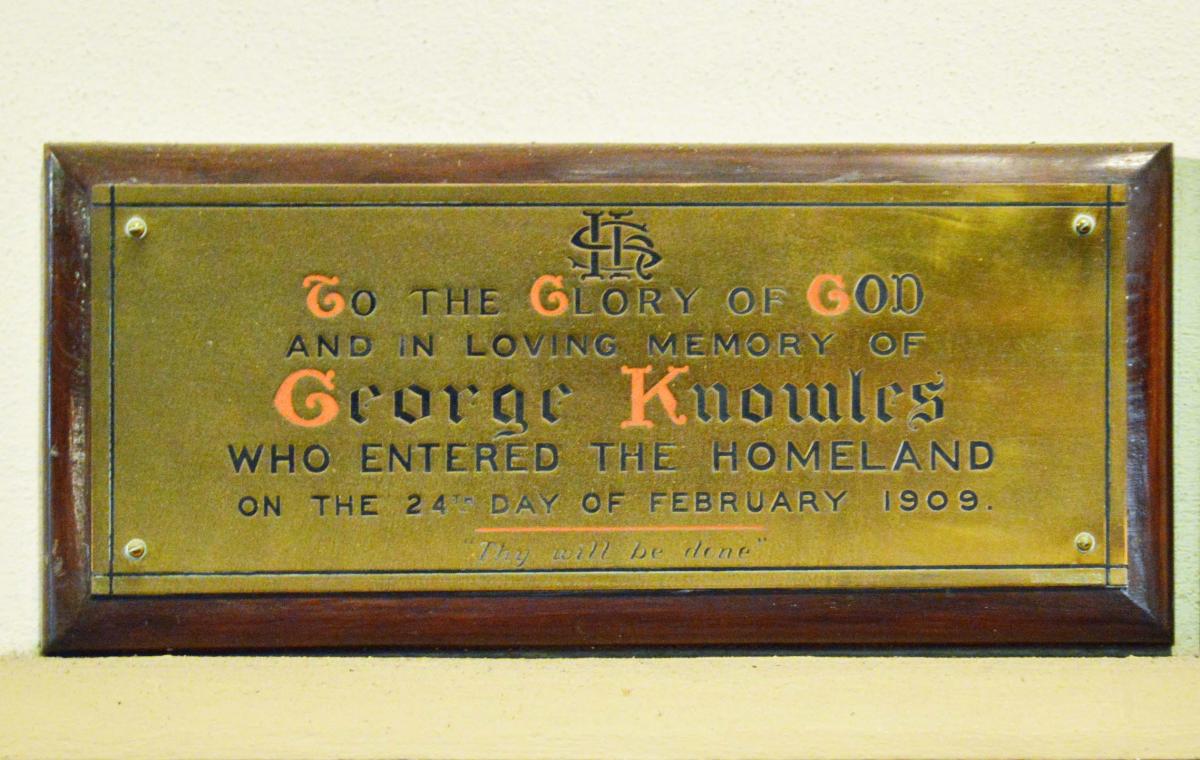 IHS
To THE GLORY OF GOD
AND IN LOVING MEMORY OF
George Knowles
WHO ENTERED THE HOMELAND
ON THE 24TH DAY OF FEBRUARY 1909.
"Thy will be done"